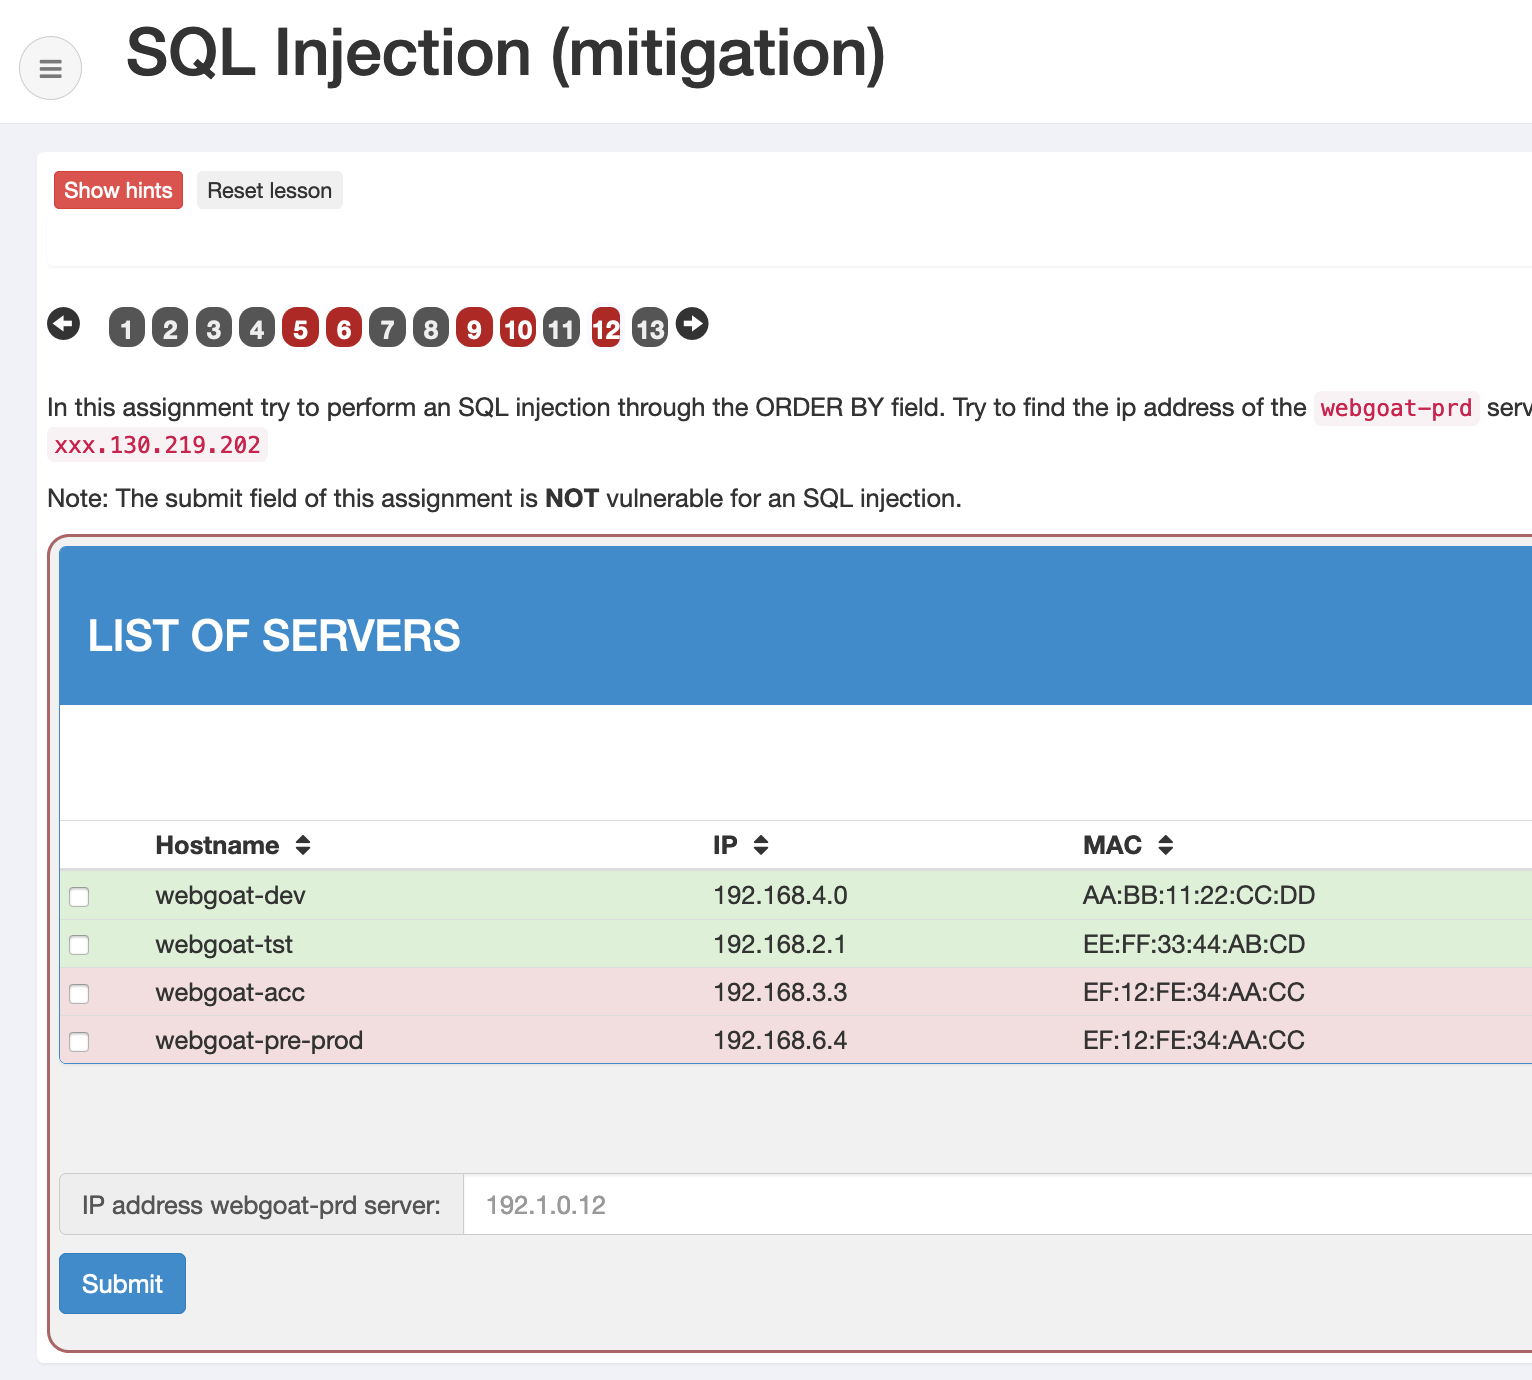 SQL Injection (mitigation)
Show hints Reset lesson
1 2 3 4 5 6 7 8 9 10 11 12 13
In this assignment try to perform an SQL injection through the ORDER BY field. Try to find the ip address of the webgoat-prd serv
xxx.130.219.202
Note: The submit field of this assignment is NOT vulnerable for an SQL injection.
LIST OF SERVERS
Hostname IP MAC
webgoat-dev 192.168.4.0 AA:BB:11:22:CC:DD
webgoat-tst 192.168.2.1 EE:FF:33:44:AB:CD
webgoat-acc 192.168.3.3 EF:12:FE:34:AA:CC
webgoat-pre-prod 192.168.6.4 EF:12:FE:34:AA:CC
IP address webgoat-prd server: 192.1.0.12
Submit